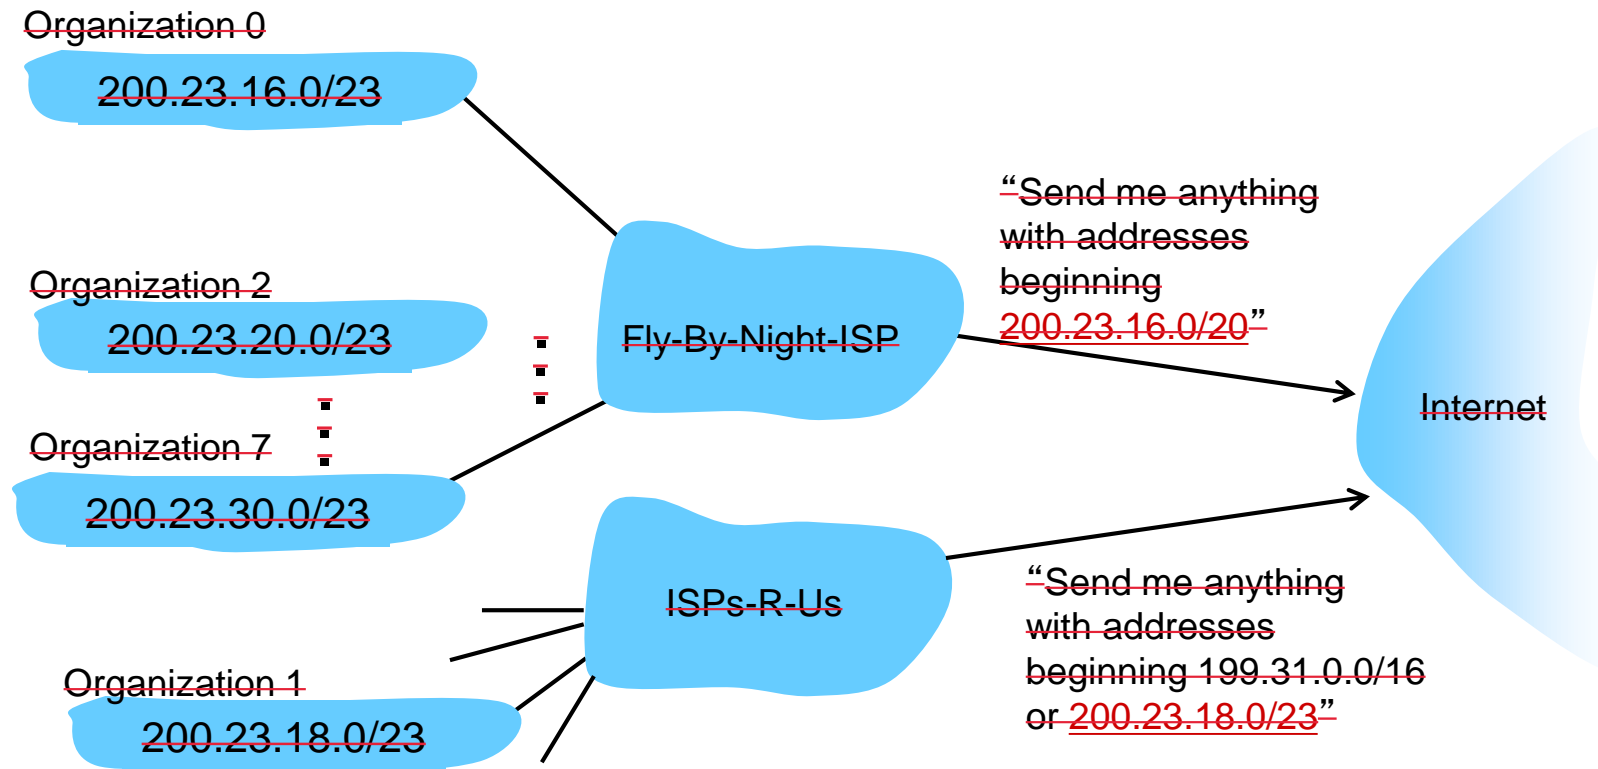 Organization 0
200.23.16.0/23
Organization 2
200.23.20.0/23
Organization 7
200.23.30.0/23
Organization 1
200.23.18.0/23
Fly-By-Night-ISP
ISPs-R-Us
“Send me anything
with addresses
beginning
200.23.16.0/20”
“Send me anything
with addresses
beginning 199.31.0.0/16
or 200.23.18.0/23”
Internet